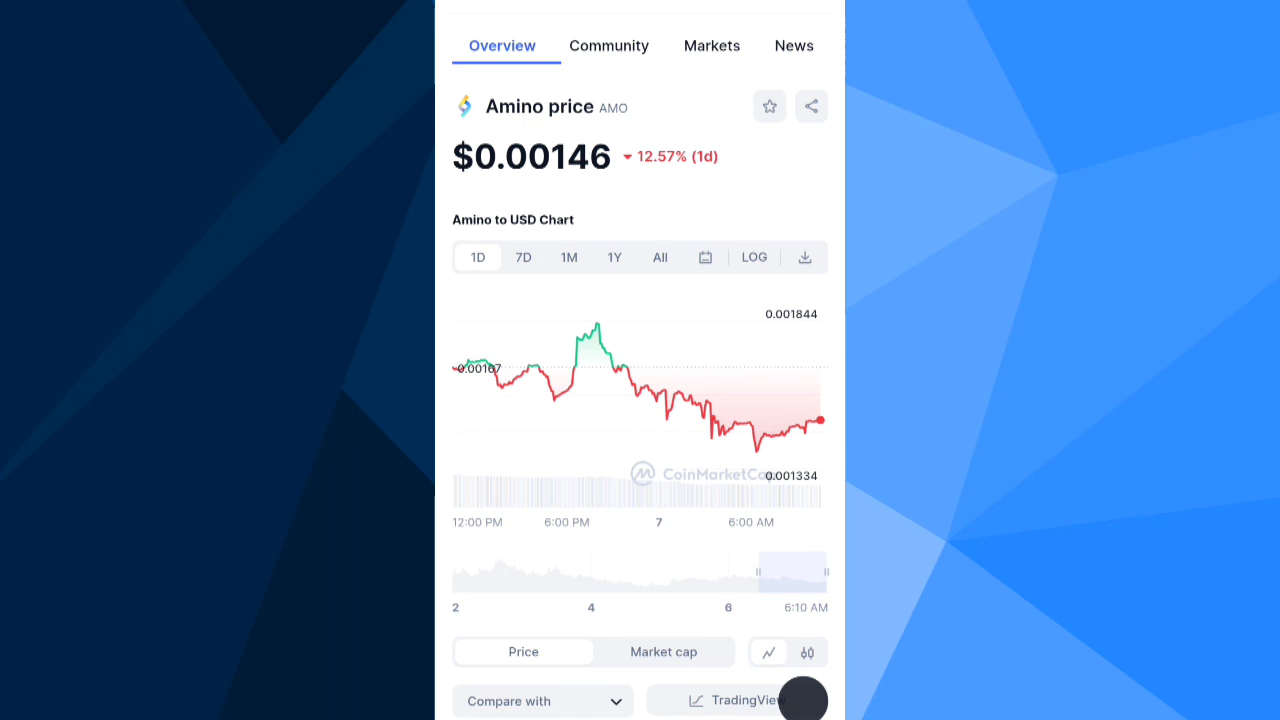 Overview Community Markets News
Amino price AMO
$0.00146 12.57% (1d)
Amino to USD Chart
1D 7D 1M 1Y All LOG
0.001844
0.00167
CoinMarketCap
0.001334
12:00 PM 6:00 PM 7 6:00 AM
2 4 6 6:10 AM
Price Market cap
Compare with TradingView